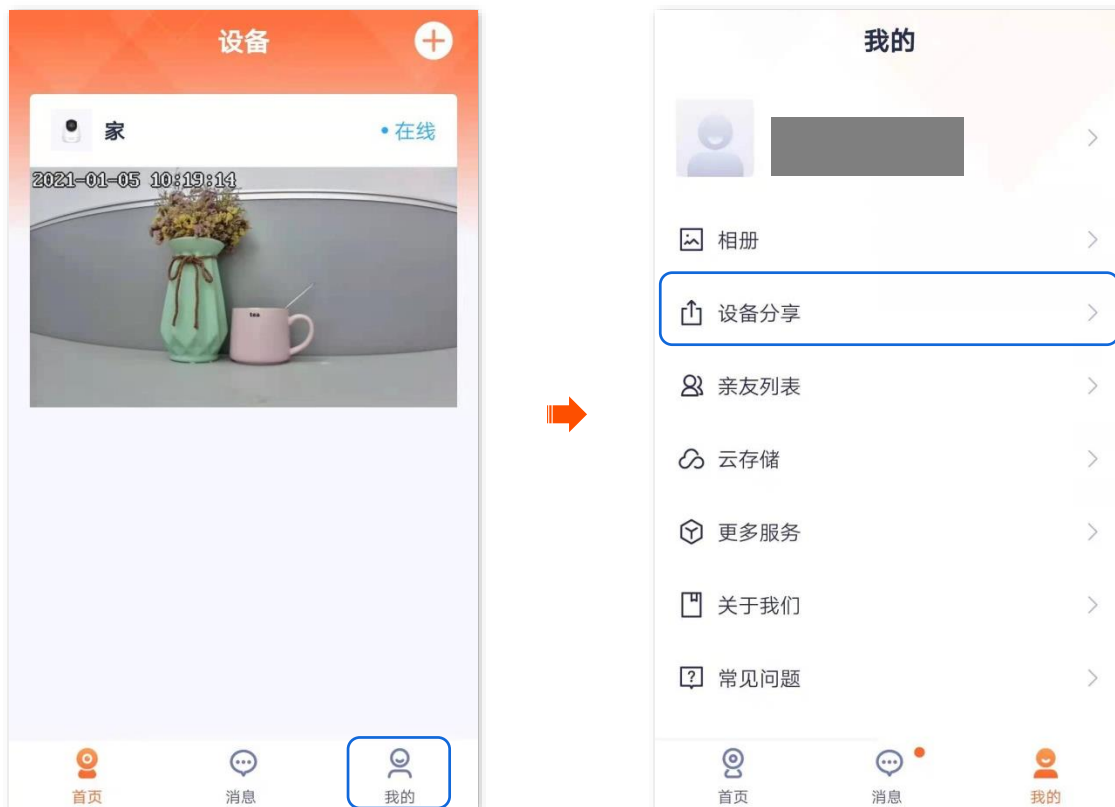 设备
家
•在线
2021-01-05 10:19:14
tea
首页
消息
我的
我的
相册
设备分享
亲友列表
云存储
更多服务
关于我们
常见问题
首页
消息
我的